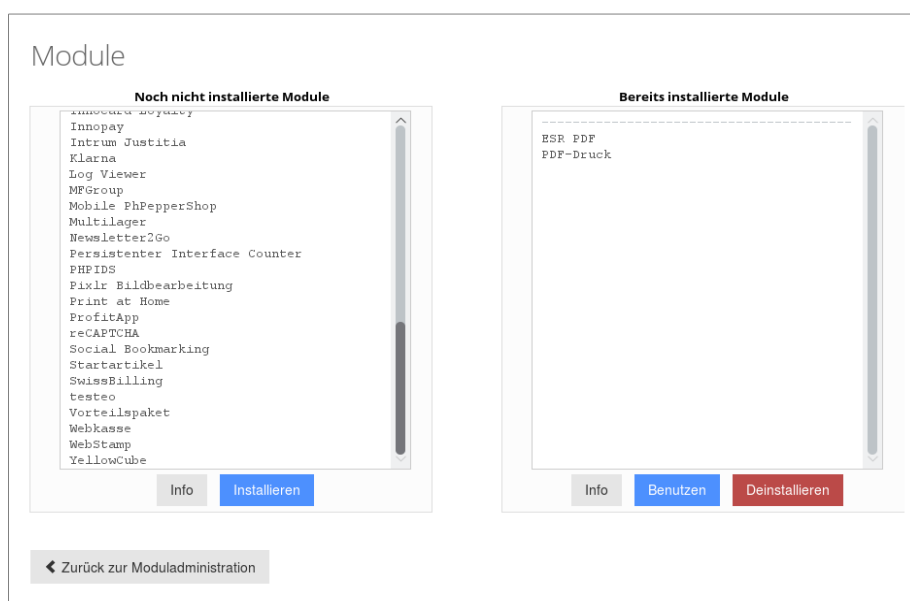 Module
Noch nicht installierte Module
Innocard Loyalty
Innopay
Intrum Justitia
Klarna
Log Viewer
MFGroup
Mobile PhPepperShop
Multilager
Newsletter2Go
Persistenter Interface Counter
PHPIDS
Pixlr Bildbearbeitung
Print at Home
ProfitApp
reCAPTCHA
Social Bookmarking
Startartikel
SwissBilling
testeo
Vorteilspaket
Webkasse
WebStamp
YellowCube
Info
Installieren
Bereits installierte Module
----------------------------------------
ESR PDF
PDF-Druck
Info
Benutzen
Deinstallieren
Zurück zur Moduladministration